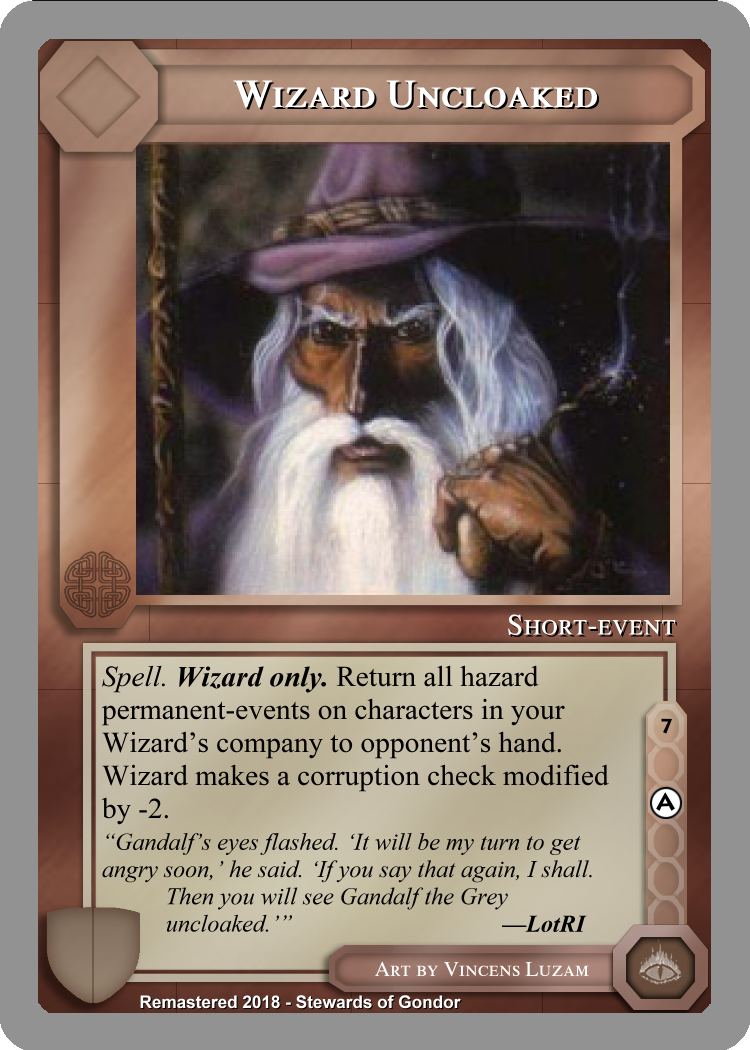 Wizard Uncloaked
Short-event
Spell. Wizard only. Return all hazard
permanent-events on characters in your
Wizard's company to opponent's hand.
Wizard makes a corruption check modified
by -2.
“Gandalf's eyes flashed. ‘It will be my turn to get
angry soon,’ he said. ‘If you say that again, I shall.
Then you will see Gandalf the Grey
uncloaked.’” —LotRI
7
A
Art by Vincens Luzam
Remastered 2018 - Stewards of Gondor